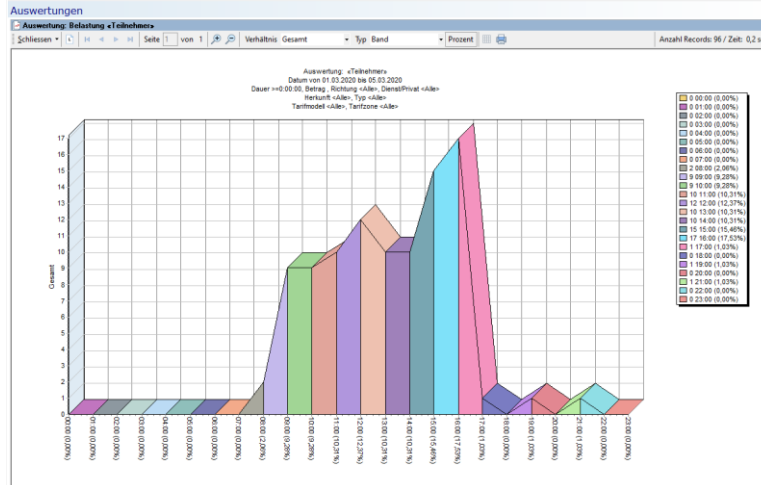 Auswertungen
Auswertung: Belastung «Teilnehmer»
Schliessen Seite 1 von 1 Verhältnis Gesamt Typ Band Prozent Anzahl Records: 96 / Zeit: 0,2 s
Auswertung: «Teilnehmer»
Datum von 01.03.2020 bis 05.03.2020
Dauer >=0:00:00, Betrag , Richtung <Alle>, Dienst/Privat <Alle>
Herkunft <Alle>, Typ <Alle>
Tarifmodell <Alle>, Tarifzone <Alle>
Gesamt
17
16
15
14
13
12
11
10
9
8
7
6
5
4
3
2
1
0
00:00 (0,00%)
01:00 (0,00%)
02:00 (0,00%)
03:00 (0,00%)
04:00 (0,00%)
05:00 (0,00%)
06:00 (0,00%)
07:00 (0,00%)
08:00 (2,06%)
09:00 (9,28%)
10:00 (9,28%)
11:00 (10,31%)
12:00 (12,37%)
13:00 (10,31%)
14:00 (10,31%)
15:00 (15,46%)
16:00 (17,53%)
17:00 (1,03%)
18:00 (0,00%)
19:00 (1,03%)
20:00 (0,00%)
21:00 (1,03%)
22:00 (0,00%)
23:00 (0,00%)
0 00:00 (0,00%)
0 01:00 (0,00%)
0 02:00 (0,00%)
0 03:00 (0,00%)
0 04:00 (0,00%)
0 05:00 (0,00%)
0 06:00 (0,00%)
0 07:00 (0,00%)
2 08:00 (2,06%)
9 09:00 (9,28%)
9 10:00 (9,28%)
10 11:00 (10,31%)
12 12:00 (12,37%)
10 13:00 (10,31%)
10 14:00 (10,31%)
15 15:00 (15,46%)
17 16:00 (17,53%)
1 17:00 (1,03%)
0 18:00 (0,00%)
1 19:00 (1,03%)
0 20:00 (0,00%)
1 21:00 (1,03%)
0 22:00 (0,00%)
0 23:00 (0,00%)